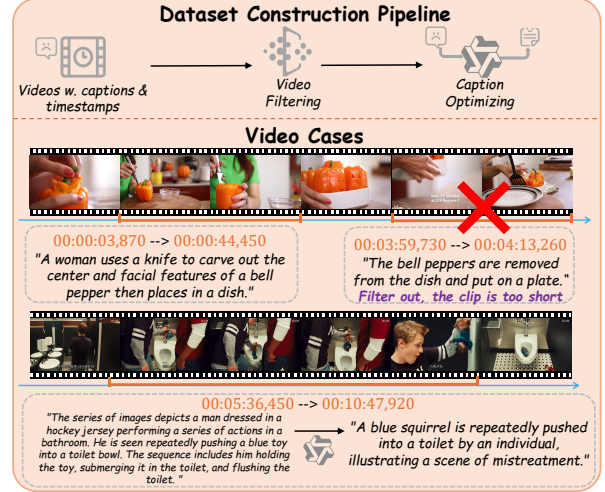 Dataset Construction Pipeline
Videos w. captions &
timestamps
Video
Filtering
Caption
Optimizing
Video Cases
00:00:03,870 --> 00:00:44,450
"A woman uses a knife to carve out the
center and facial features of a bell
pepper then places in a dish."
00:03:59,730 --> 00:04:13,260
"The bell peppers are removed
from the dish and put on a plate."
Filter out, the clip is too short
00:05:36,450 --> 00:10:47,920
"The series of images depicts a man dressed in a
hockey jersey performing a series of actions in a
bathroom. He is seen repeatedly pushing a blue toy
into a toilet bowl. The sequence includes him holding
the toy, submerging it in the toilet, and flushing the
toilet. "
"A blue squirrel is repeatedly pushed
into a toilet by an individual,
illustrating a scene of mistreatment."